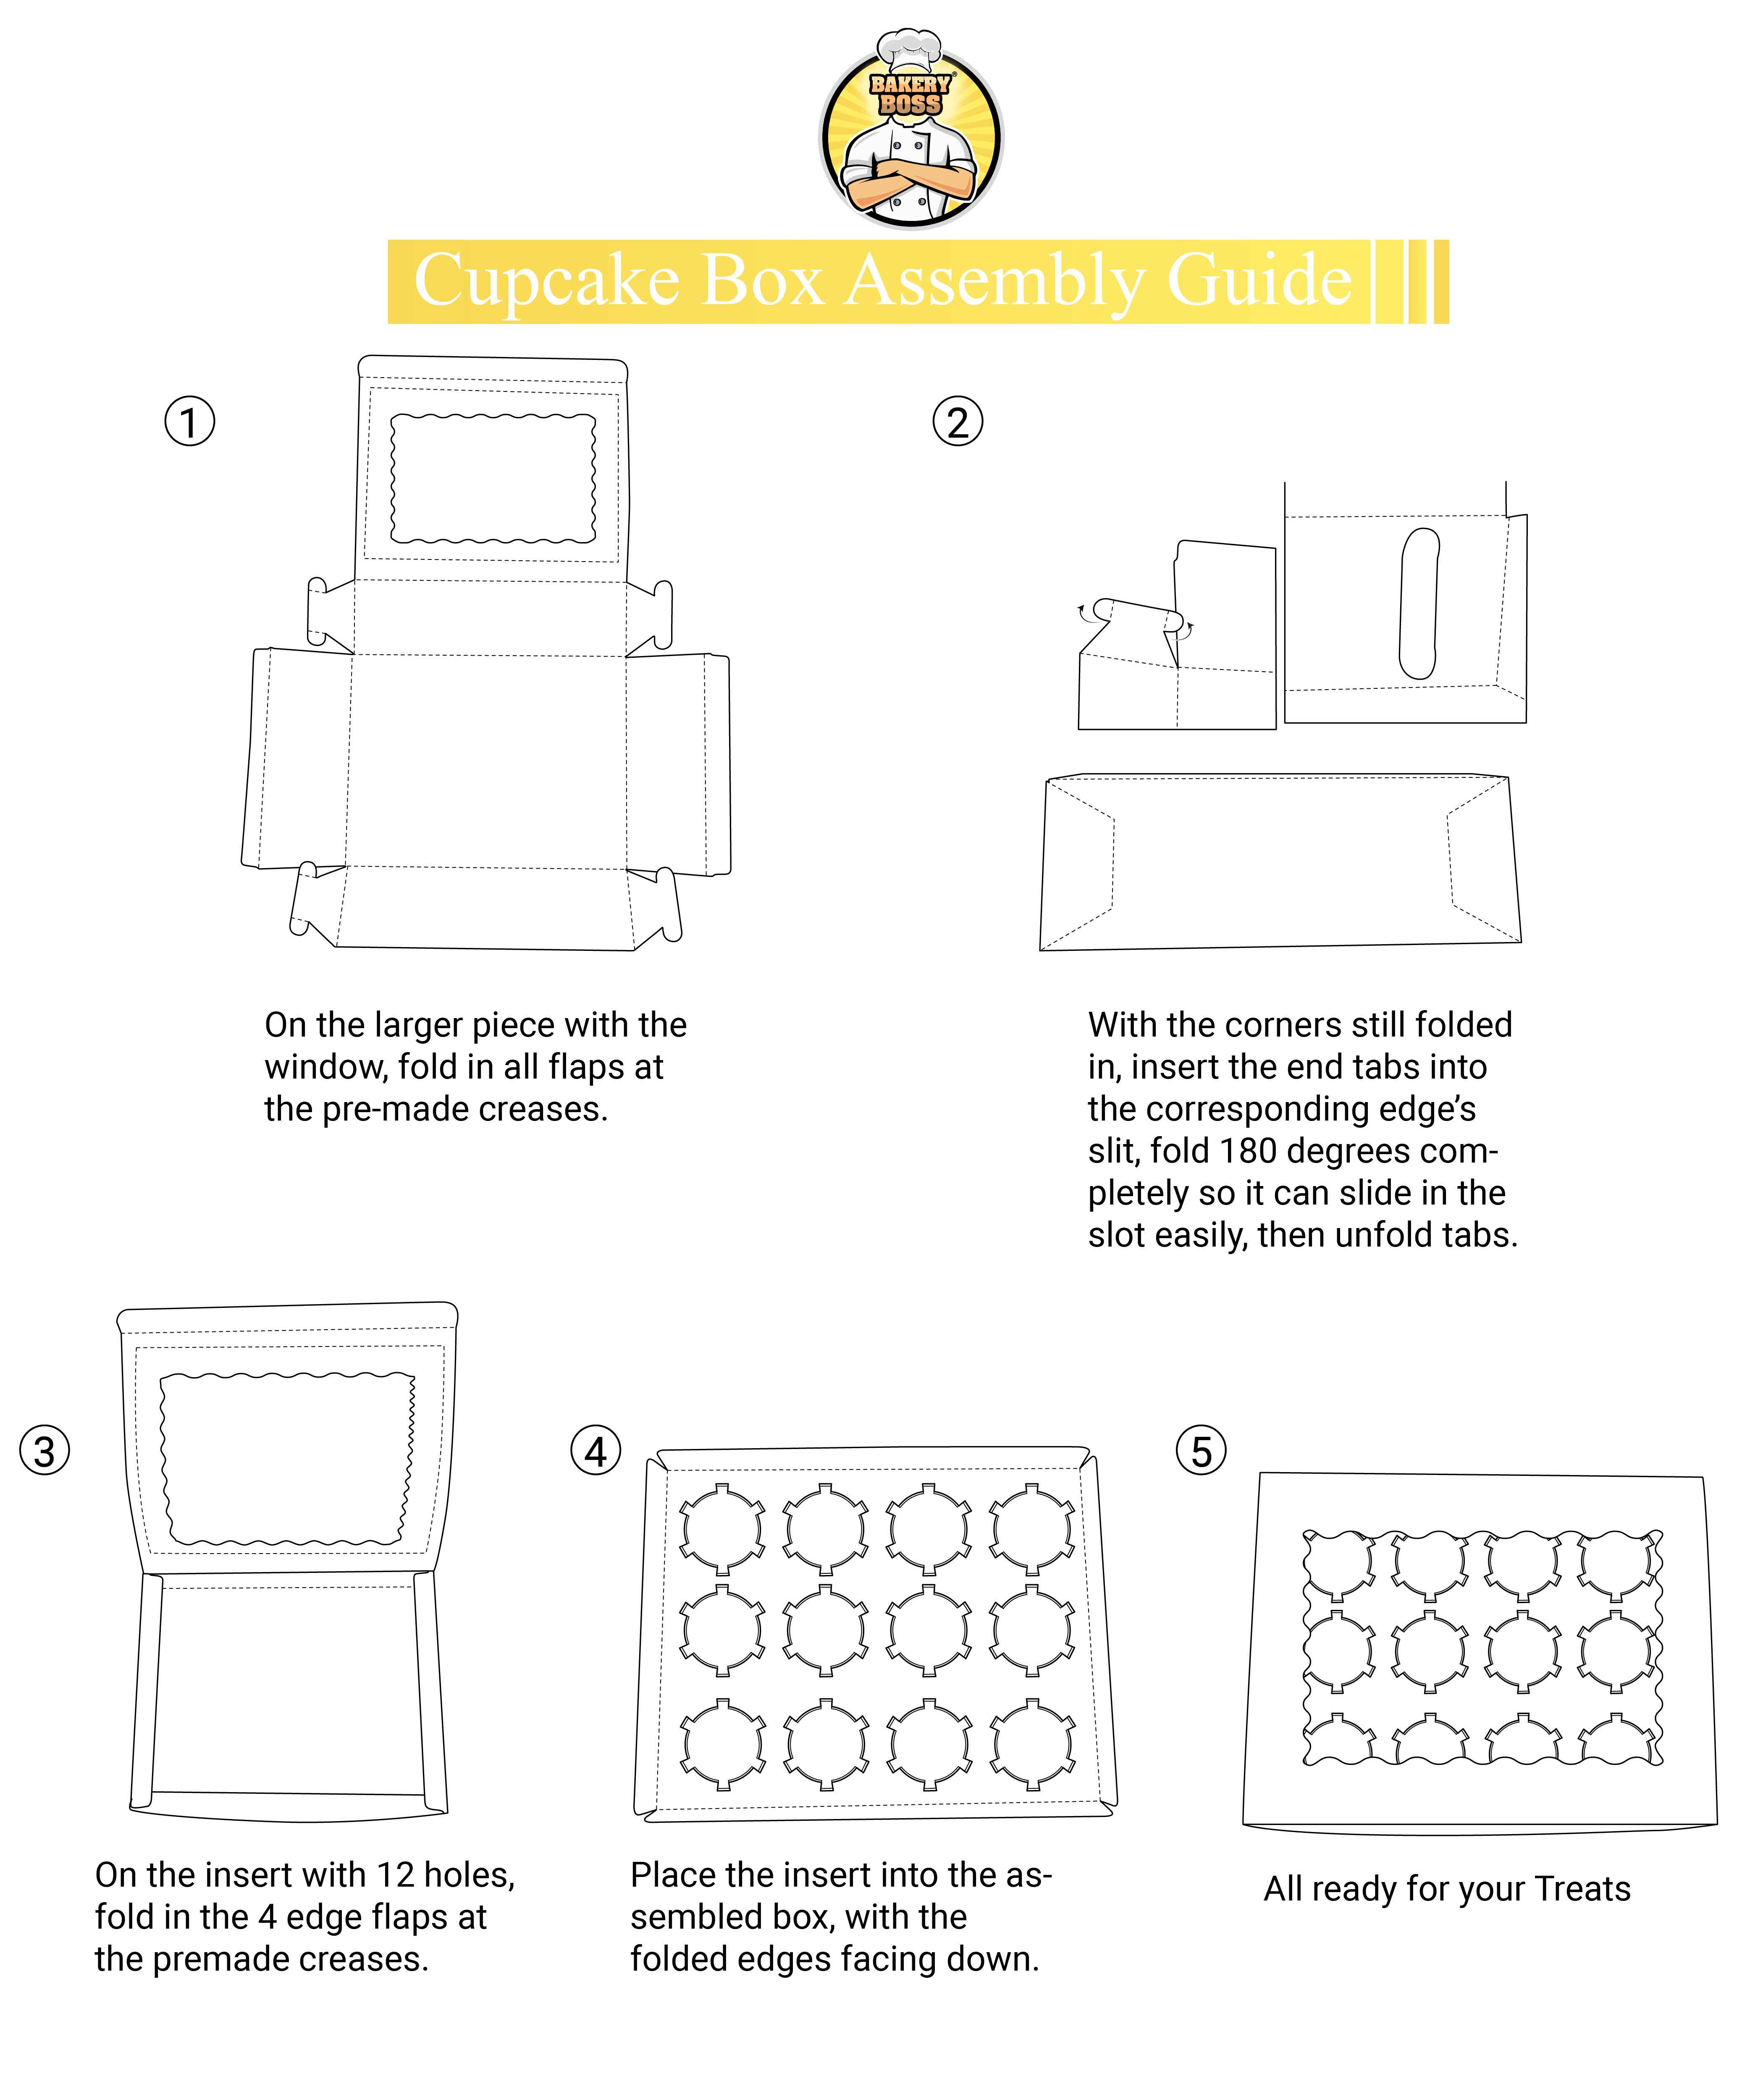 BAKERY®
BOSS
Cupcake Box Assembly Guide
1
2
On the larger piece with the
window, fold in all flaps at
the pre-made creases.
With the corners still folded
in, insert the end tabs into
the corresponding edge’s
slit, fold 180 degrees com-
pletely so it can slide in the
slot easily, then unfold tabs.
3
4
5
On the insert with 12 holes,
fold in the 4 edge flaps at
the premade creases.
Place the insert into the as-
sembled box, with the
folded edges facing down.
All ready for your Treats